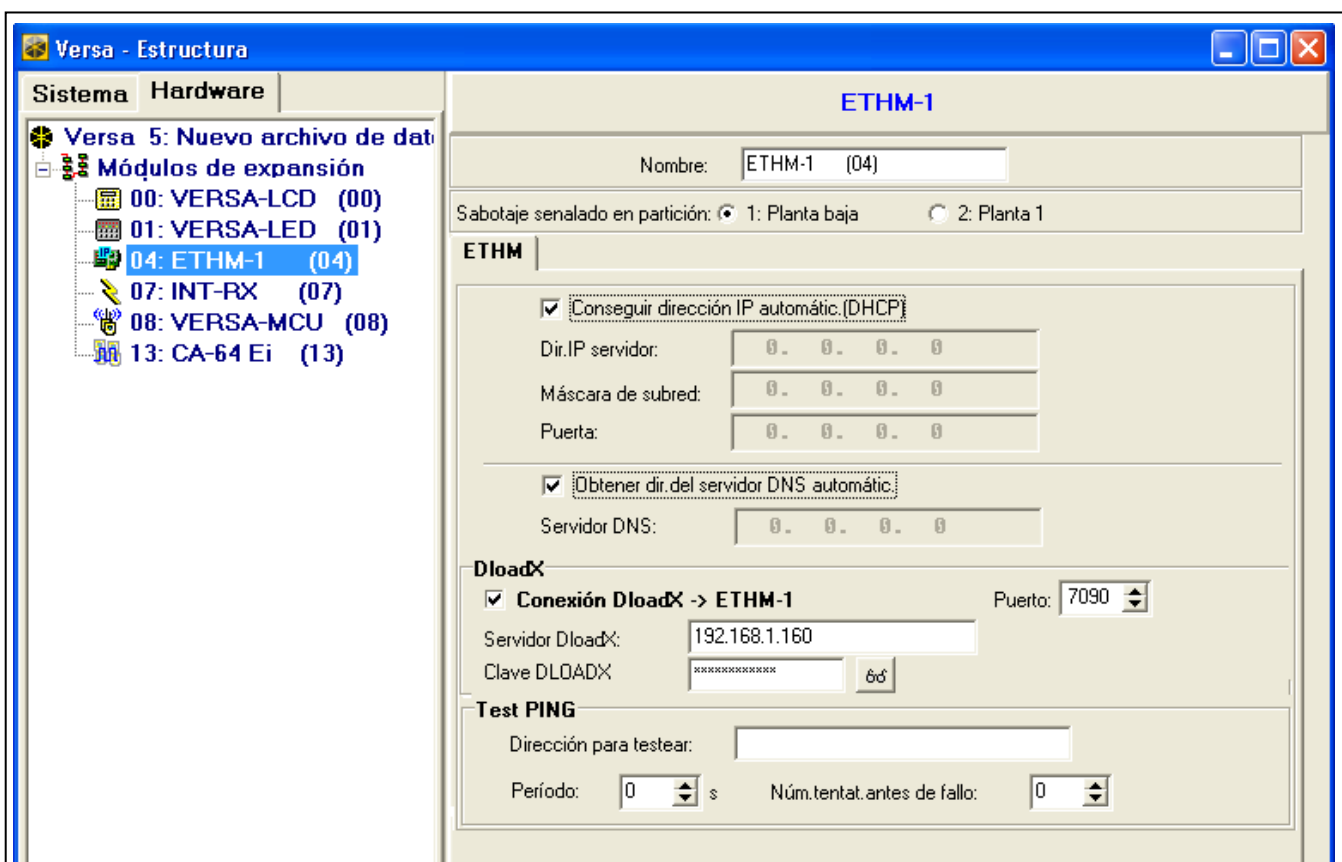 Versa - Estructura
Sistema Hardware
ETHM-1
Versa 5: Nuevo archivo de dat
Módulos de expansión
00: VERSA-LCD (00)
01: VERSA-LED (01)
04: ETHM-1 (04)
07: INT-RX (07)
08: VERSA-MCU (08)
13: CA-64 Ei (13)
Nombre: ETHM-1 (04)
Sabotaje senalado en partición: 1: Planta baja 2: Planta 1
ETHM
Conseguir dirección IP automátic.(DHCP)
Dir.IP servidor: 0. 0. 0. 0
Máscara de subred: 0. 0. 0. 0
Puerta: 0. 0. 0. 0
Obtener dir.del servidor DNS automátic.
Servidor DNS: 0. 0. 0. 0
DloadX
Conexión DloadX -> ETHM-1 Puerto: 7090
Servidor DloadX: 192.168.1.160
Clave DLOADX ************
Test PING
Dirección para testear:
Período: 0 s Núm.tentat.antes de fallo: 0